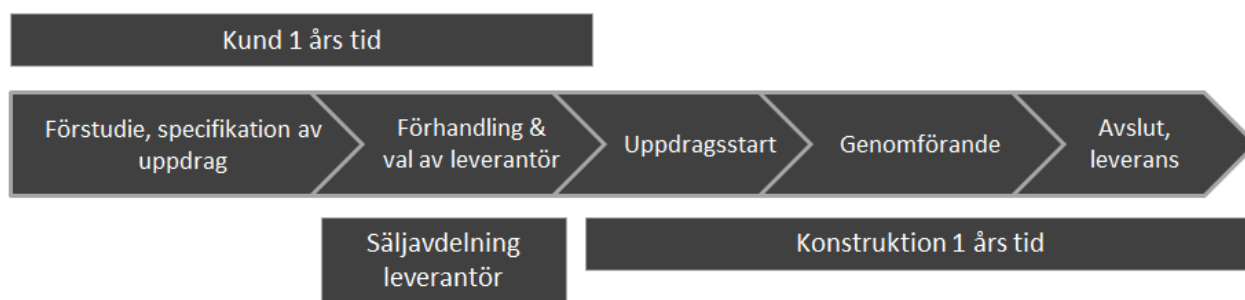 Kund 1 års tid
Förstudie, specifikation av
uppdrag
Förhandling &
val av leverantör
Uppdragsstart
Genomförande
Avslut,
leverans
Säljavdelning
leverantör
Konstruktion 1 års tid